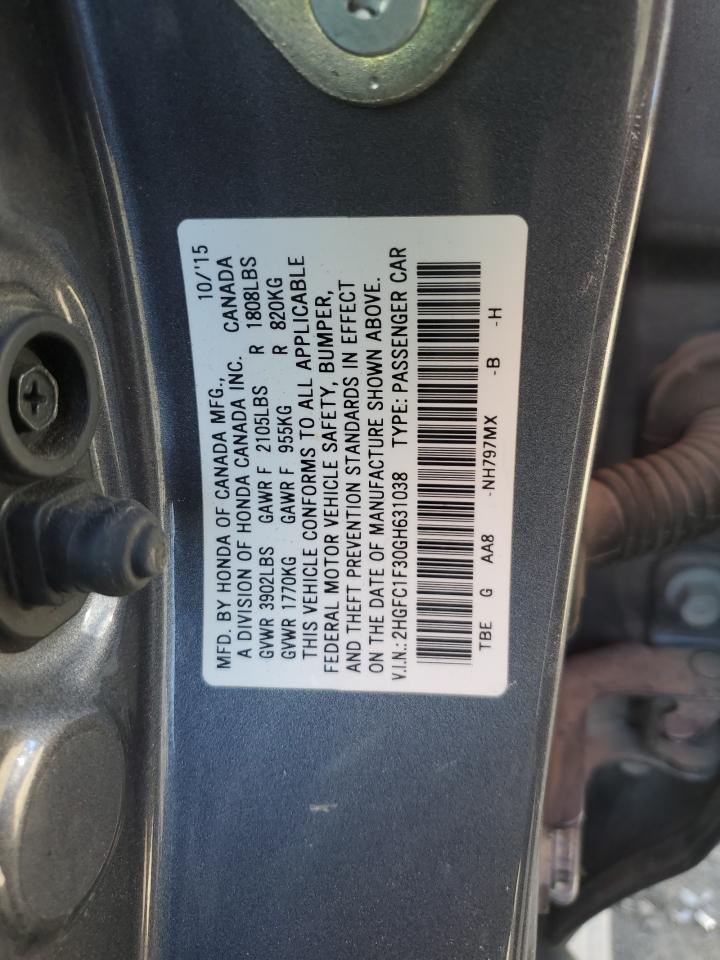 MFD. BY HONDA OF CANADA MFG., 10/'15
A DIVISION OF HONDA CANADA INC. CANADA
GVWR 3902LBS GAWR F 2105LBS R 1808LBS
GVWR 1770KG GAWR F 955KG R 820KG
THIS VEHICLE CONFORMS TO ALL APPLICABLE
FEDERAL MOTOR VEHICLE SAFETY, BUMPER,
AND THEFT PREVENTION STANDARDS IN EFFECT
ON THE DATE OF MANUFACTURE SHOWN ABOVE.
V.I.N.:2HGFC1F30GH631038 TYPE: PASSENGER CAR
TBE G AA8 -NH797MX -B -H